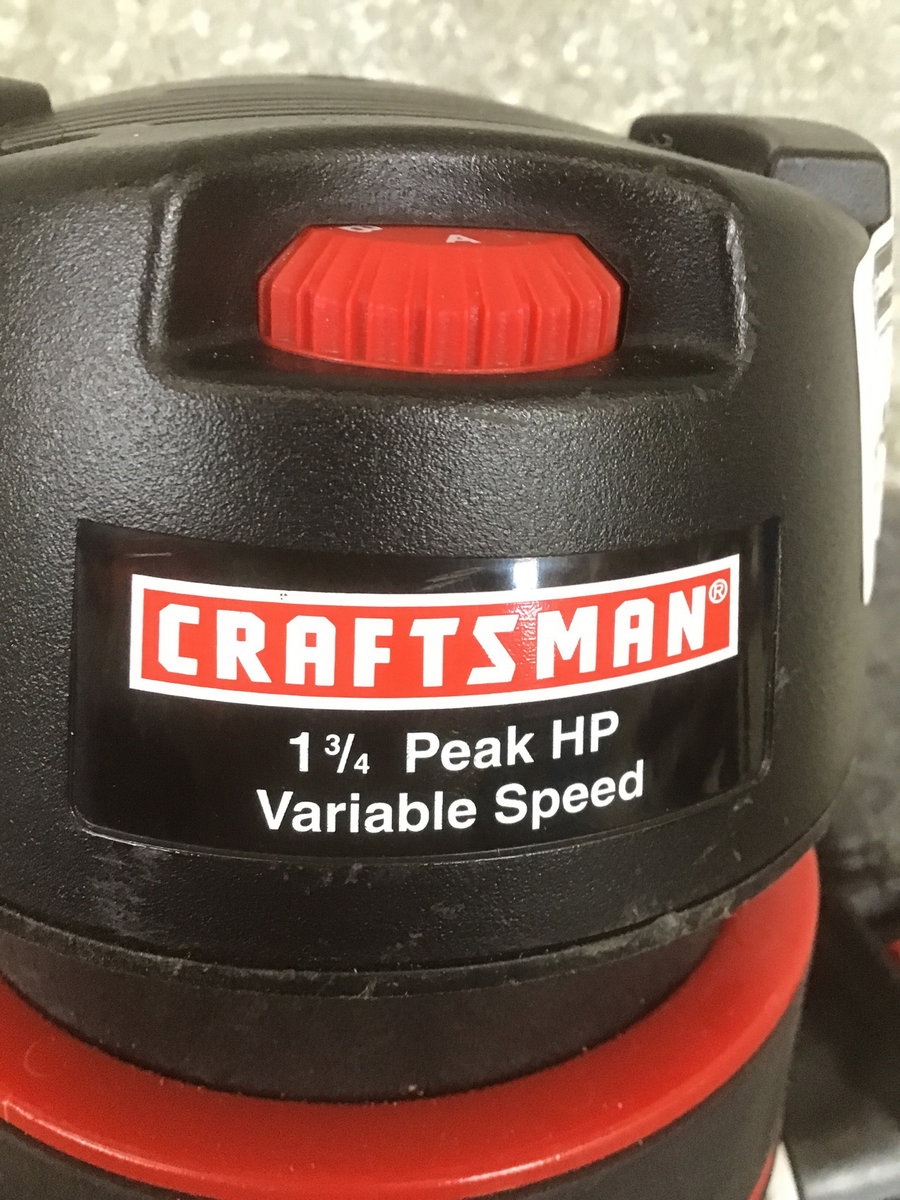 B A
CRAFTSMAN®
1 3/4 Peak HP
Variable Speed